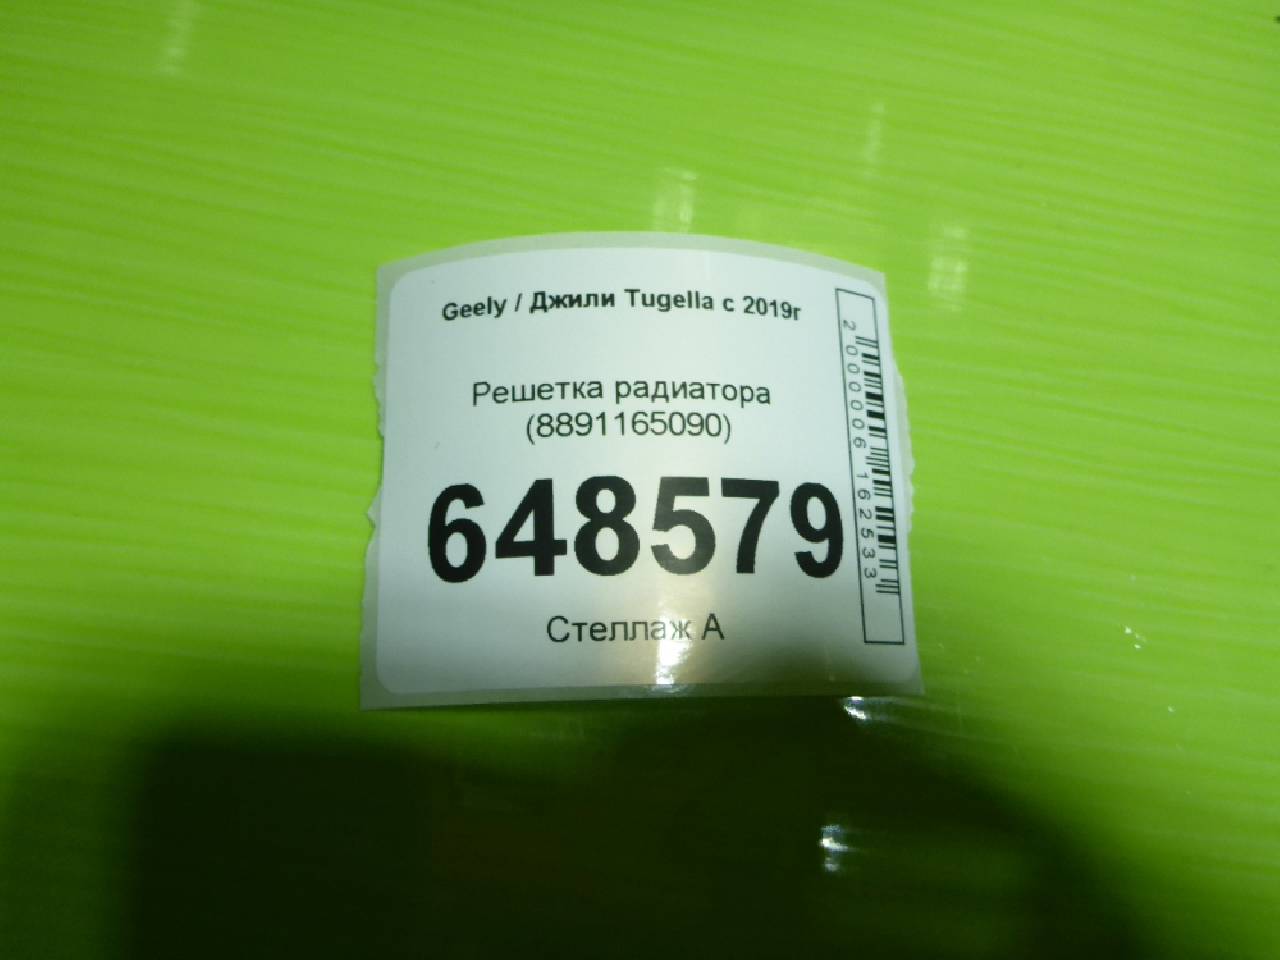 Geely / Джили Tugella с 2019г
Решетка радиатора
(8891165090)
648579
Стеллаж А
2000006162533